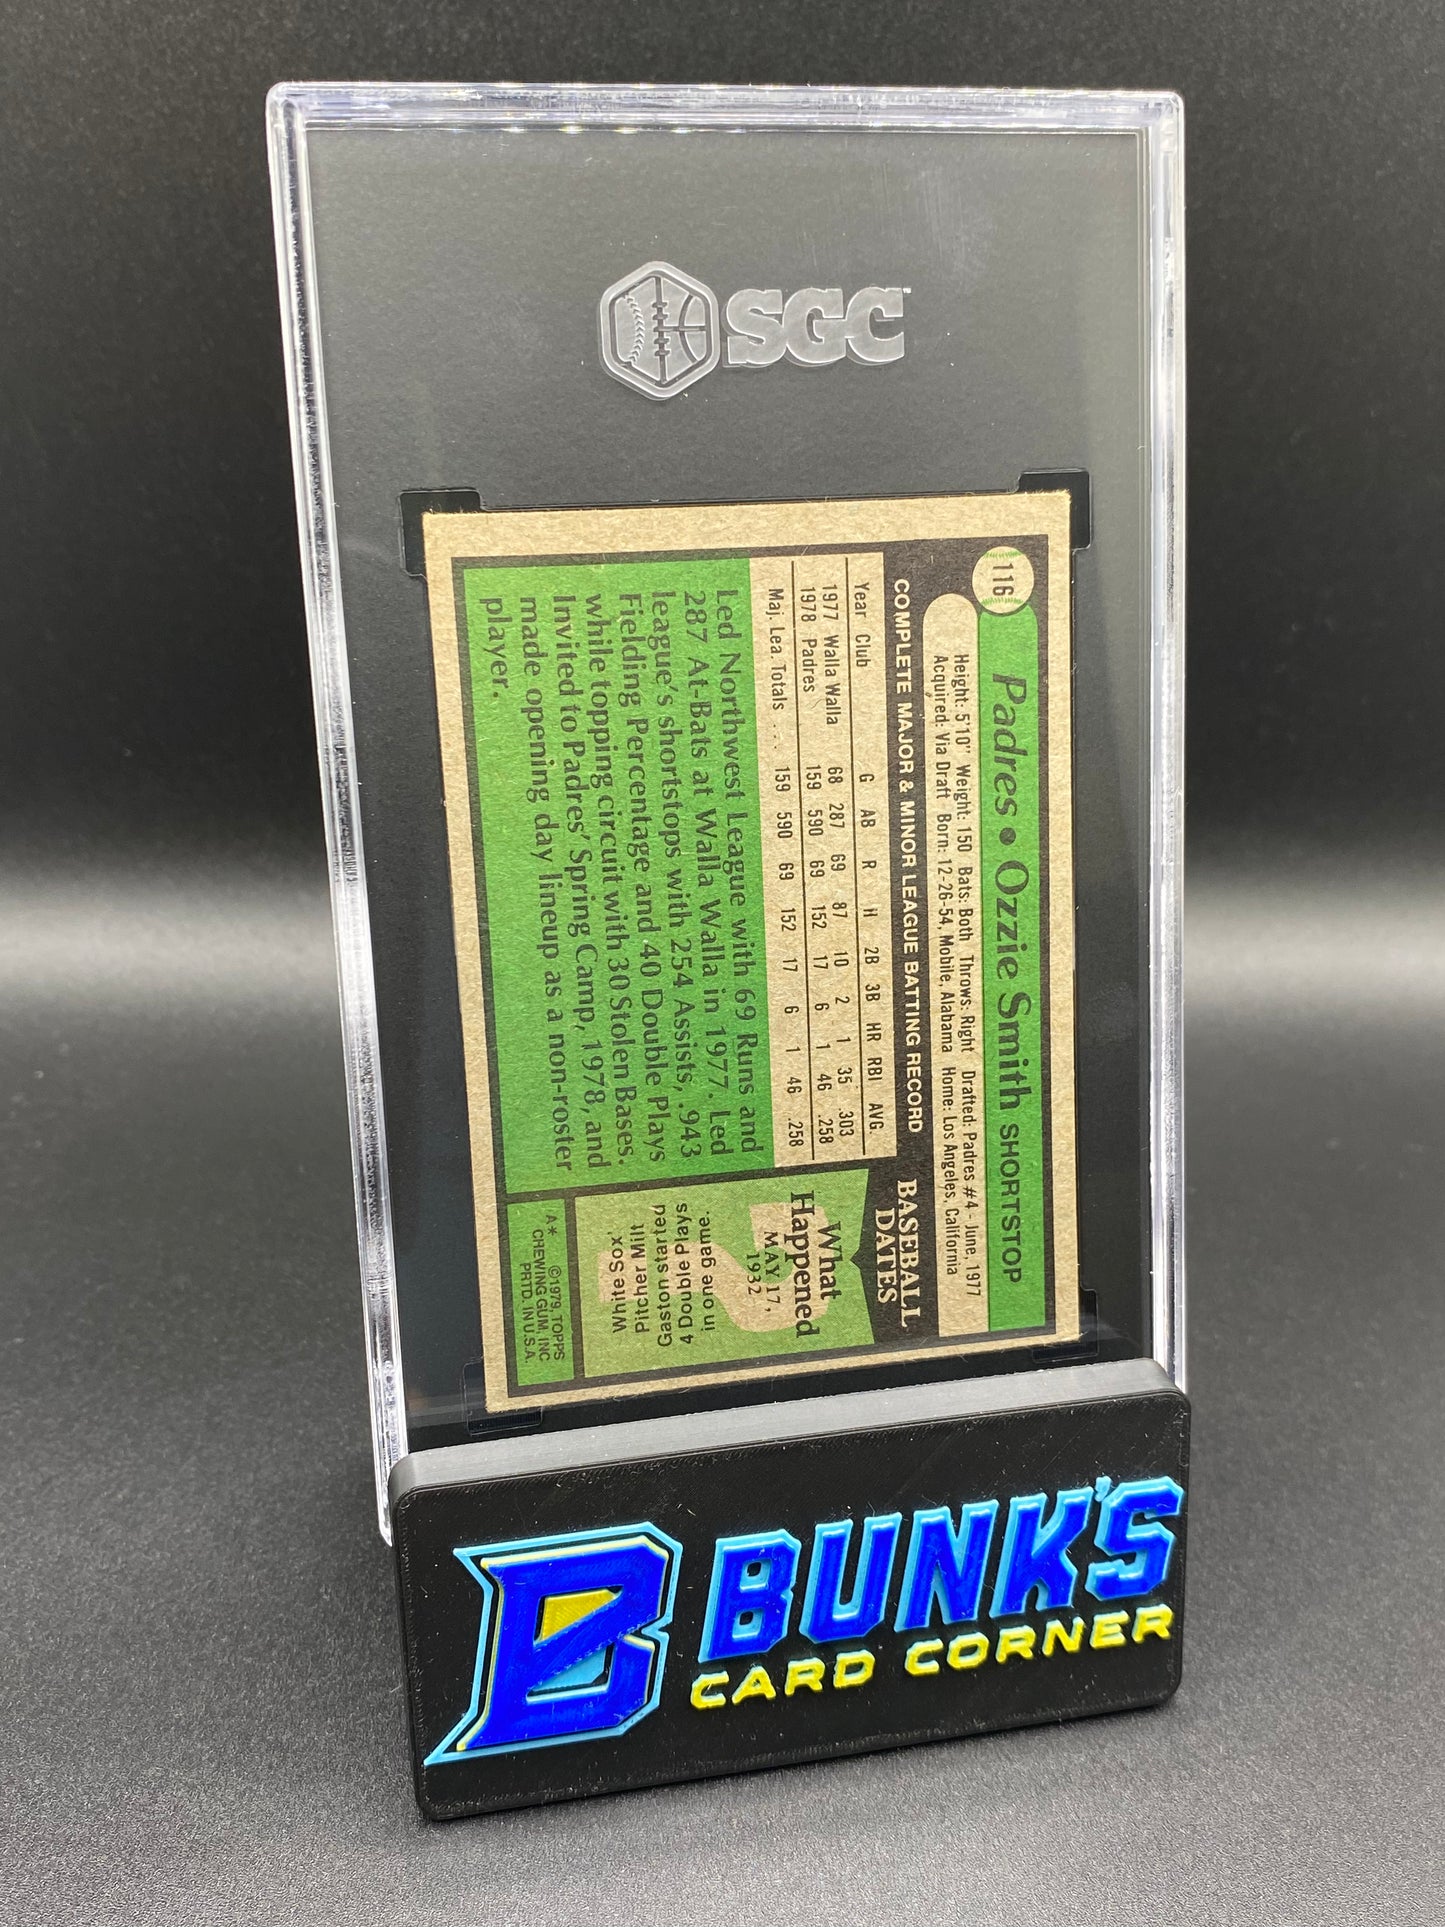 SGC
116
Padres • Ozzie Smith SHORTSTOP
Height: 5'10" Weight: 150 Bats: Both Throws: Right Drafted: Padres #4 - June, 1977
Acquired: Via Draft Born: 12-26-54, Mobile, Alabama Home: Los Angeles, California
COMPLETE MAJOR & MINOR LEAGUE BATTING RECORD
Year Club G AB R H 2B 3B HR RBI AVG.
1977 Walla Walla 68 287 69 87 10 2 1 35 .303
1978 Padres 159 590 69 152 17 6 1 46 .258
Maj. Lea. Totals ... 159 590 69 152 17 6 1 46 .258
Led Northwest League with 69 Runs and
287 At-Bats at Walla Walla in 1977. Led
league's shortstops with 254 Assists, .943
Fielding Percentage and 40 Double Plays
while topping circuit with 30 Stolen Bases.
Invited to Padres' Spring Camp, 1978, and
made opening day lineup as a non-roster
player.
BASEBALL
DATES
What
Happened
MAY 17,
1932
?
White Sox'
Pitcher Milt
Gaston started
4 Double Plays
in one game.
A* ©1979, TOPPS
CHEWING GUM, INC
PRTD. IN U.S.A.
B BUNK'S
CARD CORNER